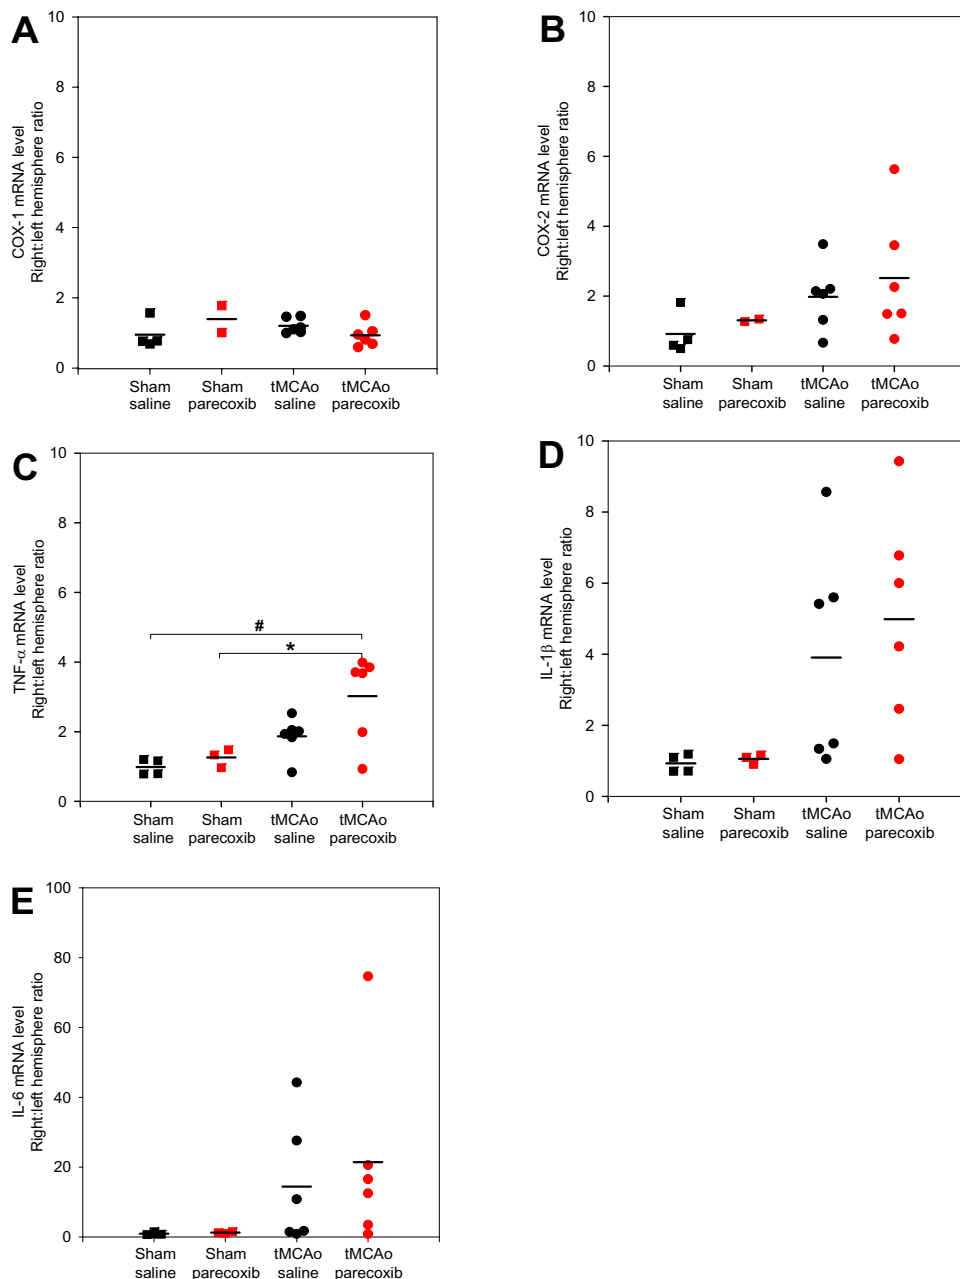 A
COX-1 mRNA level
Right:left hemisphere ratio
10
8
6
4
2
0
Sham saline
Sham parecoxib
tMCAo saline
tMCAo parecoxib
B
COX-2 mRNA level
Right:left hemisphere ratio
10
8
6
4
2
0
Sham saline
Sham parecoxib
tMCAo saline
tMCAo parecoxib
C
TNF-α mRNA level
Right:left hemisphere ratio
10
8
6
4
2
0
#
*
Sham saline
Sham parecoxib
tMCAo saline
tMCAo parecoxib
D
IL-1β mRNA level
Right:left hemisphere ratio
10
8
6
4
2
0
Sham saline
Sham parecoxib
tMCAo saline
tMCAo parecoxib
E
IL-6 mRNA level
Right:left hemisphere ratio
100
80
60
40
20
0
Sham saline
Sham parecoxib
tMCAo saline
tMCAo parecoxib